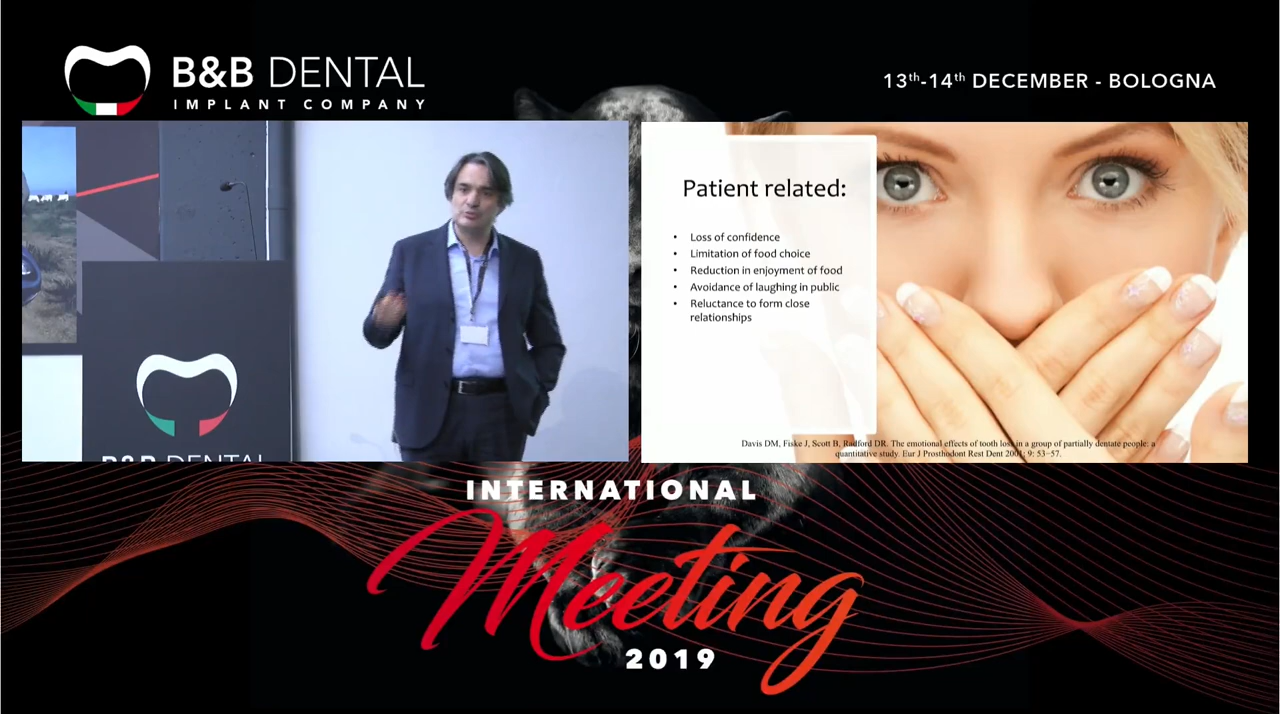 B&B DENTAL
IMPLANT COMPANY
13th-14th DECEMBER - BOLOGNA
B&B DENTAL
Patient related:
• Loss of confidence
• Limitation of food choice
• Reduction in enjoyment of food
• Avoidance of laughing in public
• Reluctance to form close
relationships
Davis DM, Fiske J, Scott B, Radford DR. The emotional effects of tooth loss in a group of partially dentate people: a
quantitative study. Eur J Prosthodont Rest Dent 2001; 9: 53–57.
INTERNATIONAL
Meeting
2019